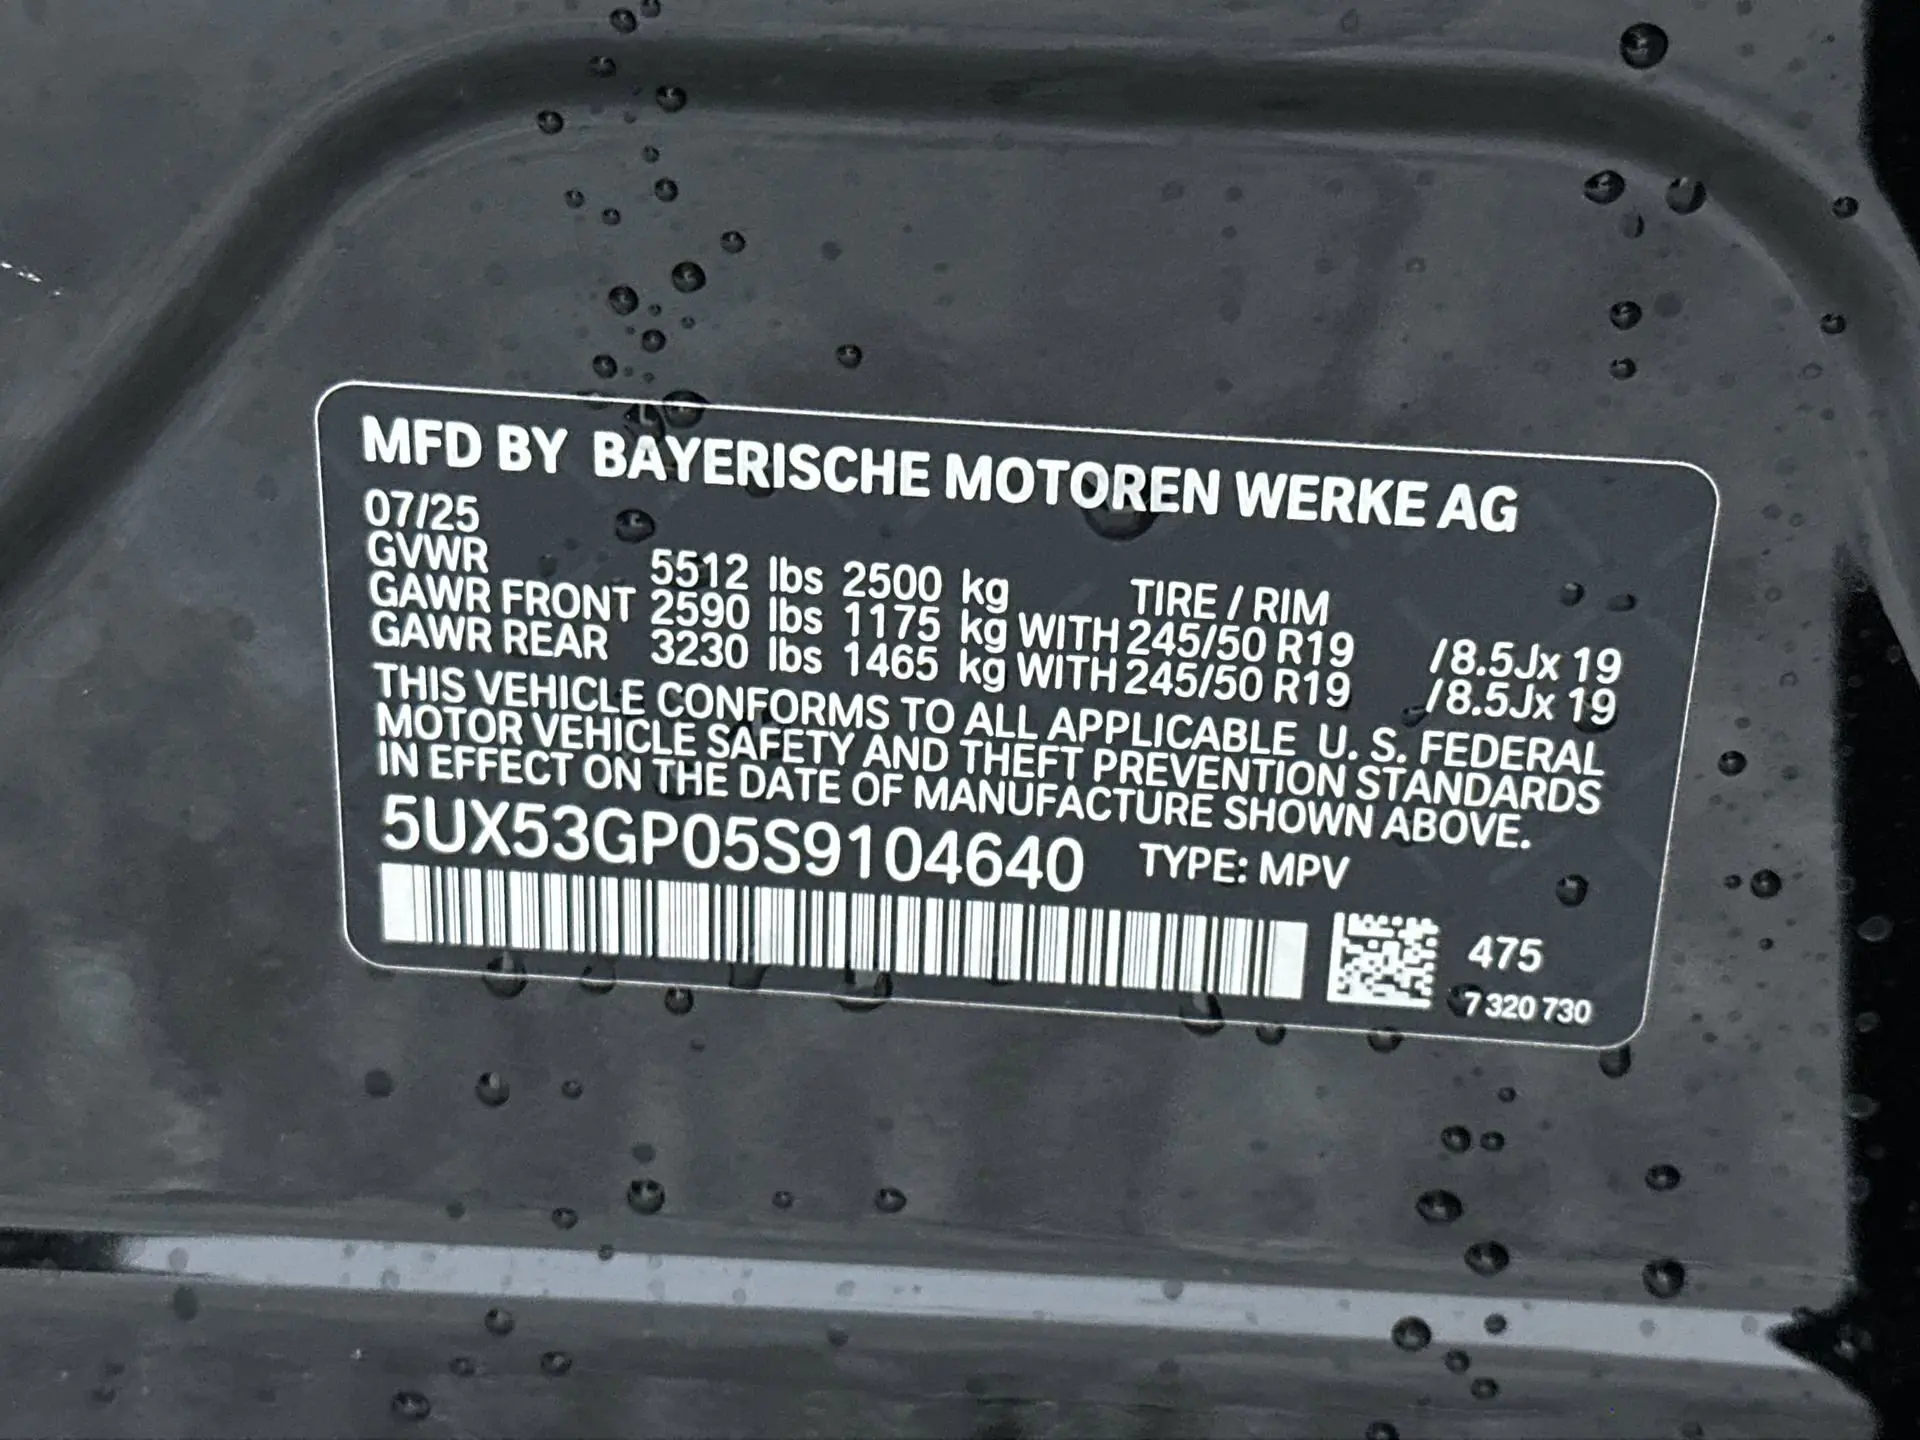 MFD BY BAYERISCHE MOTOREN WERKE AG
07/25
GVWR 5512 lbs 2500 kg TIRE / RIM
GAWR FRONT 2590 lbs 1175 kg WITH 245/50 R19 /8.5Jx 19
GAWR REAR 3230 lbs 1465 kg WITH 245/50 R19 /8.5Jx 19
THIS VEHICLE CONFORMS TO ALL APPLICABLE U. S. FEDERAL
MOTOR VEHICLE SAFETY AND THEFT PREVENTION STANDARDS
IN EFFECT ON THE DATE OF MANUFACTURE SHOWN ABOVE.
5UX53GP05S9104640 TYPE: MPV
475
7 320 730